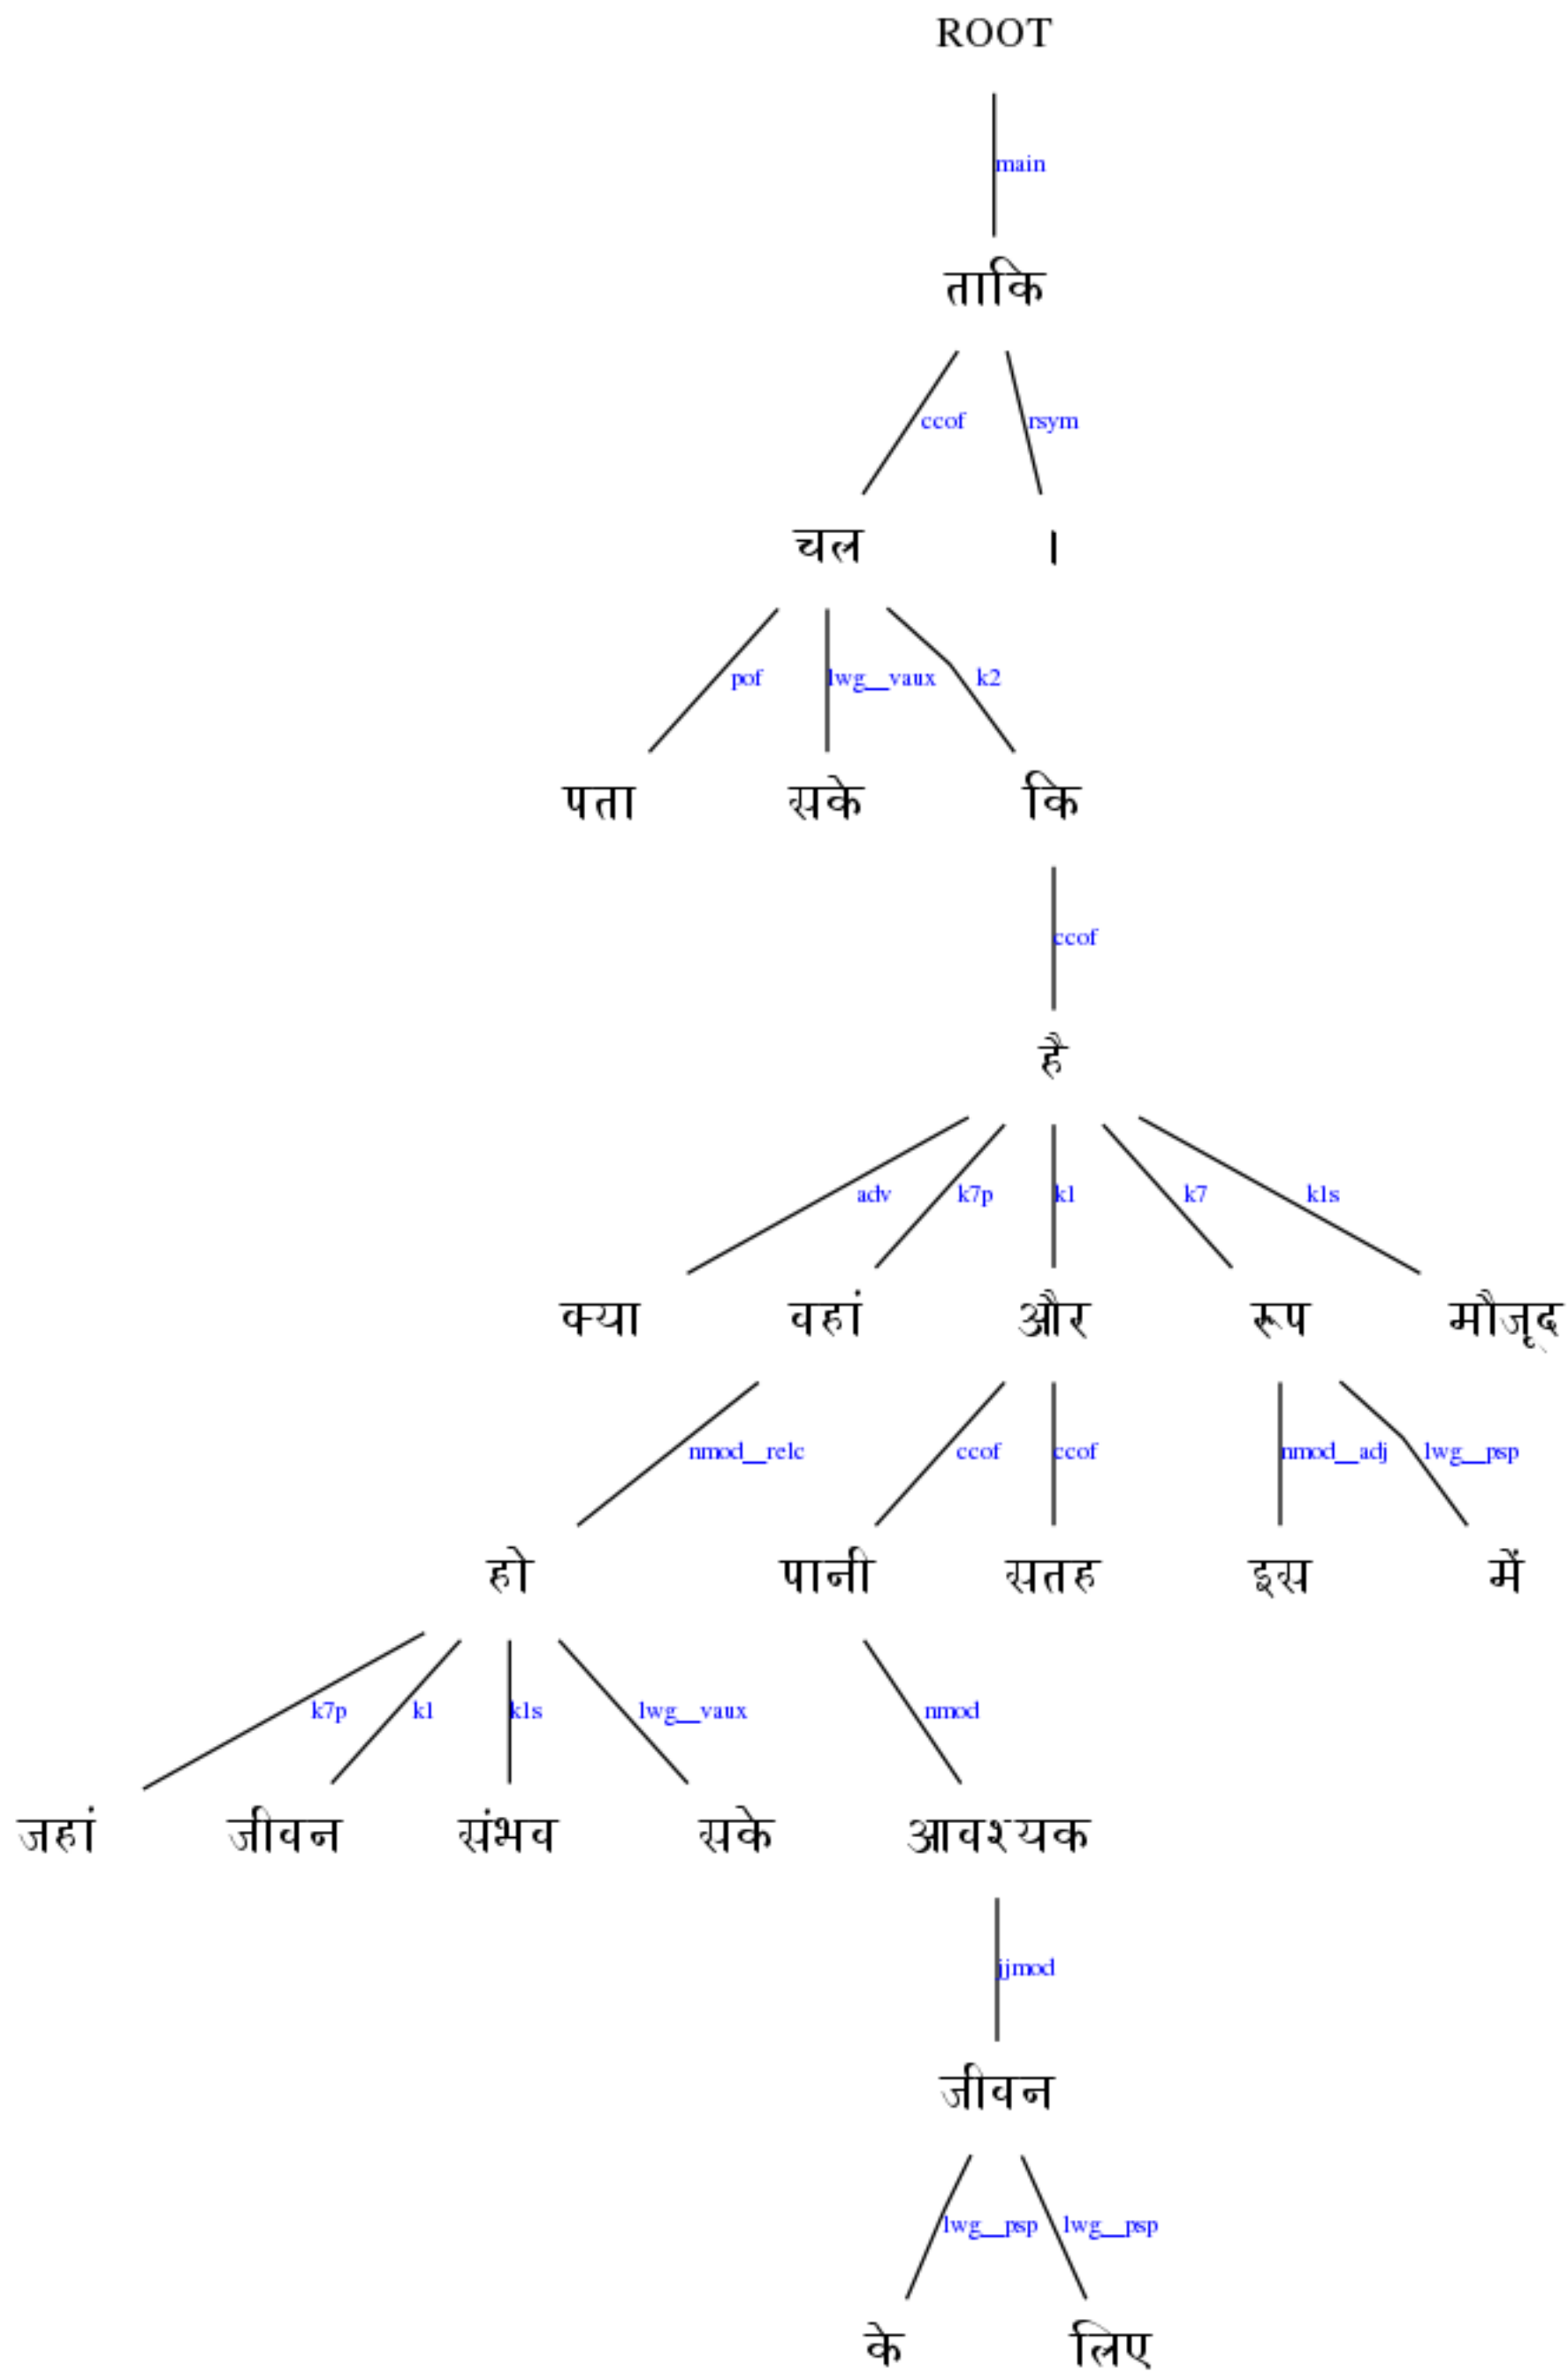 ROOT
main
ताकि
ccof rsym
चल ।
pof lwg__vaux k2
पता सके कि
ccof
है
adv k7p k1 k7 k1s
क्या वहां और रूप मौजूद
nmod__relc ccof ccof nmod__adj lwg__psp
हो पानी सतह इस में
k7p k1 k1s lwg__vaux nmod
जहां जीवन संभव सके आवश्यक
jjmod
जीवन
lwg__psp lwg__psp
के लिए